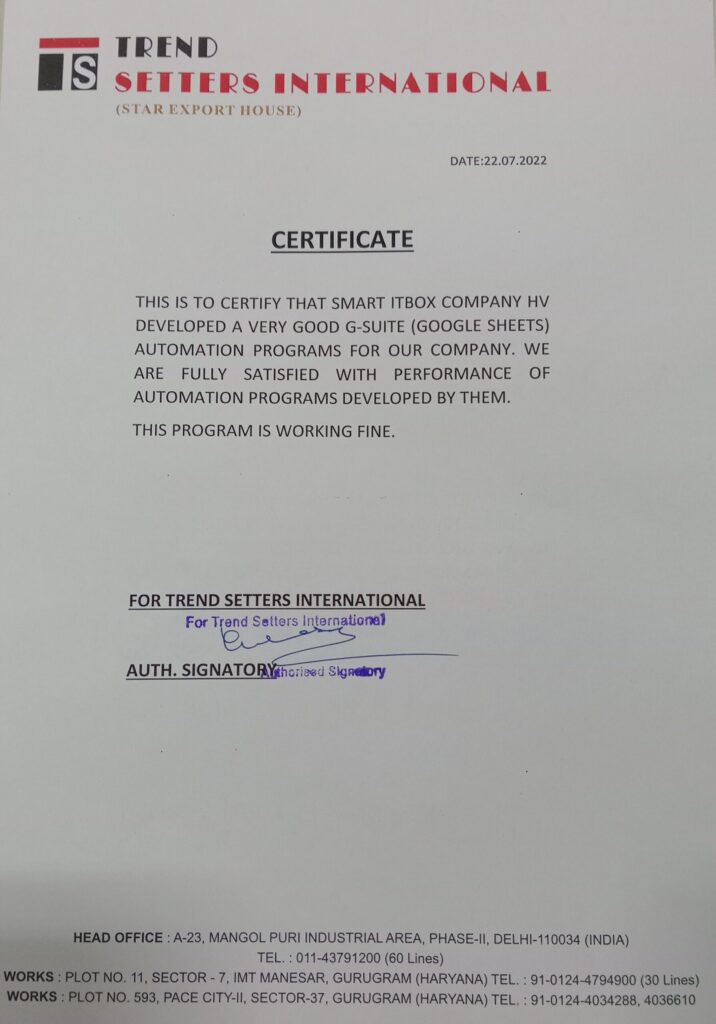 TREND
TS
SETTERS INTERNATIONAL
(STAR EXPORT HOUSE)
DATE:22.07.2022
CERTIFICATE
THIS IS TO CERTIFY THAT SMART ITBOX COMPANY HV
DEVELOPED A VERY GOOD G-SUITE (GOOGLE SHEETS)
AUTOMATION PROGRAMS FOR OUR COMPANY. WE
ARE FULLY SATISFIED WITH PERFORMANCE OF
AUTOMATION PROGRAMS DEVELOPED BY THEM.
THIS PROGRAM IS WORKING FINE.
FOR TREND SETTERS INTERNATIONAL
For Trend Setters International
AUTH. SIGNATORY
Authorised Signatory
HEAD OFFICE : A-23, MANGOL PURI INDUSTRIAL AREA, PHASE-II, DELHI-110034 (INDIA)
TEL. : 011-43791200 (60 Lines)
WORKS : PLOT NO. 11, SECTOR - 7, IMT MANESAR, GURUGRAM (HARYANA) TEL. : 91-0124-4794900 (30 Lines)
WORKS : PLOT NO. 593, PACE CITY-II, SECTOR-37, GURUGRAM (HARYANA) TEL. : 91-0124-4034288, 4036610